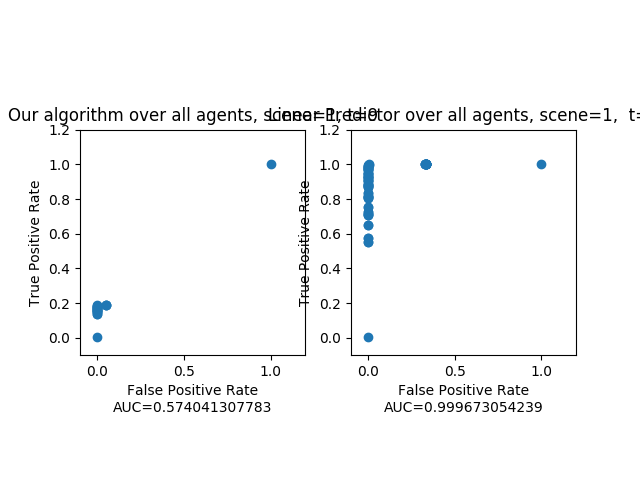 Our algorithm over all agents, scene=1, t=9
Linear Predictor over all agents, scene=1, t=
True Positive Rate
1.2
1.0
0.8
0.6
0.4
0.2
0.0
0.0 0.5 1.0
False Positive Rate
AUC=0.574041307783
True Positive Rate
1.2
1.0
0.8
0.6
0.4
0.2
0.0
0.0 0.5 1.0
False Positive Rate
AUC=0.999673054239